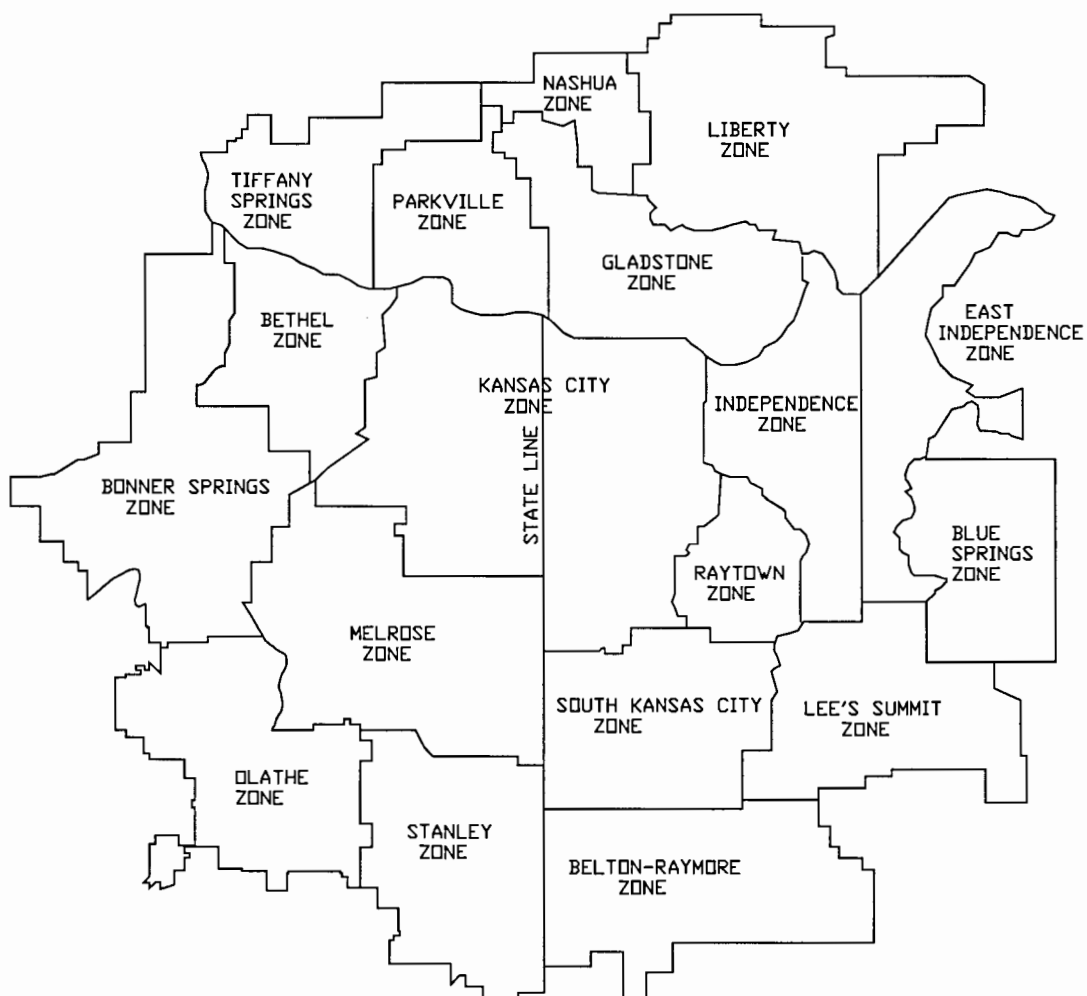 NASHUA
ZONE
LIBERTY
ZONE
TIFFANY
SPRINGS
ZONE
PARKVILLE
ZONE
GLADSTONE
ZONE
BETHEL
ZONE
EAST
INDEPENDENCE
ZONE
KANSAS CITY
ZONE
INDEPENDENCE
ZONE
STATE LINE
BONNER SPRINGS
ZONE
BLUE
SPRINGS
ZONE
RAYTOWN
ZONE
MELROSE
ZONE
SOUTH KANSAS CITY
ZONE
LEE'S SUMMIT
ZONE
OLATHE
ZONE
STANLEY
ZONE
BELTON-RAYMORE
ZONE